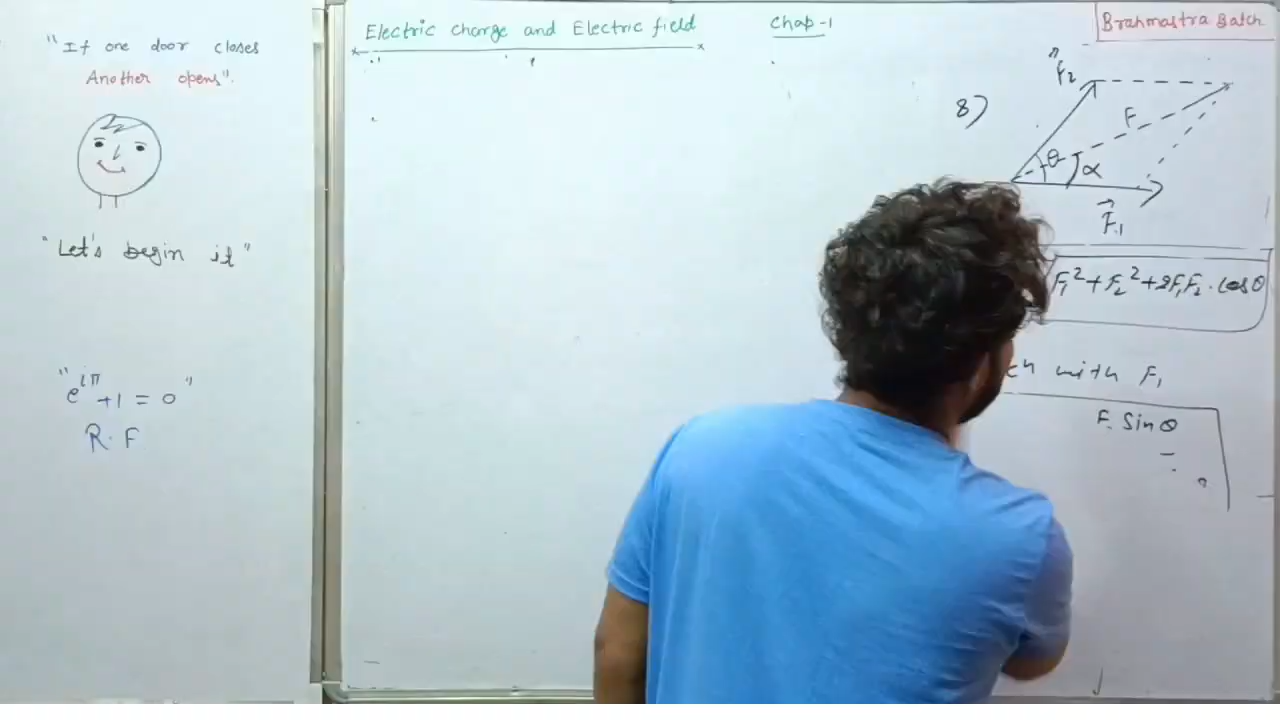 "If one door closes
Another opens".
"Let's begin it"
"e^{iπ} +1 = 0"
R. F
Electric charge and Electric field
Chap-1
Brahmastra Batch
8)
F₂
F
θ
α
F₁
F₁² + F₂² + 2F₁F₂ . cosθ
with F₁
F. Sinθ